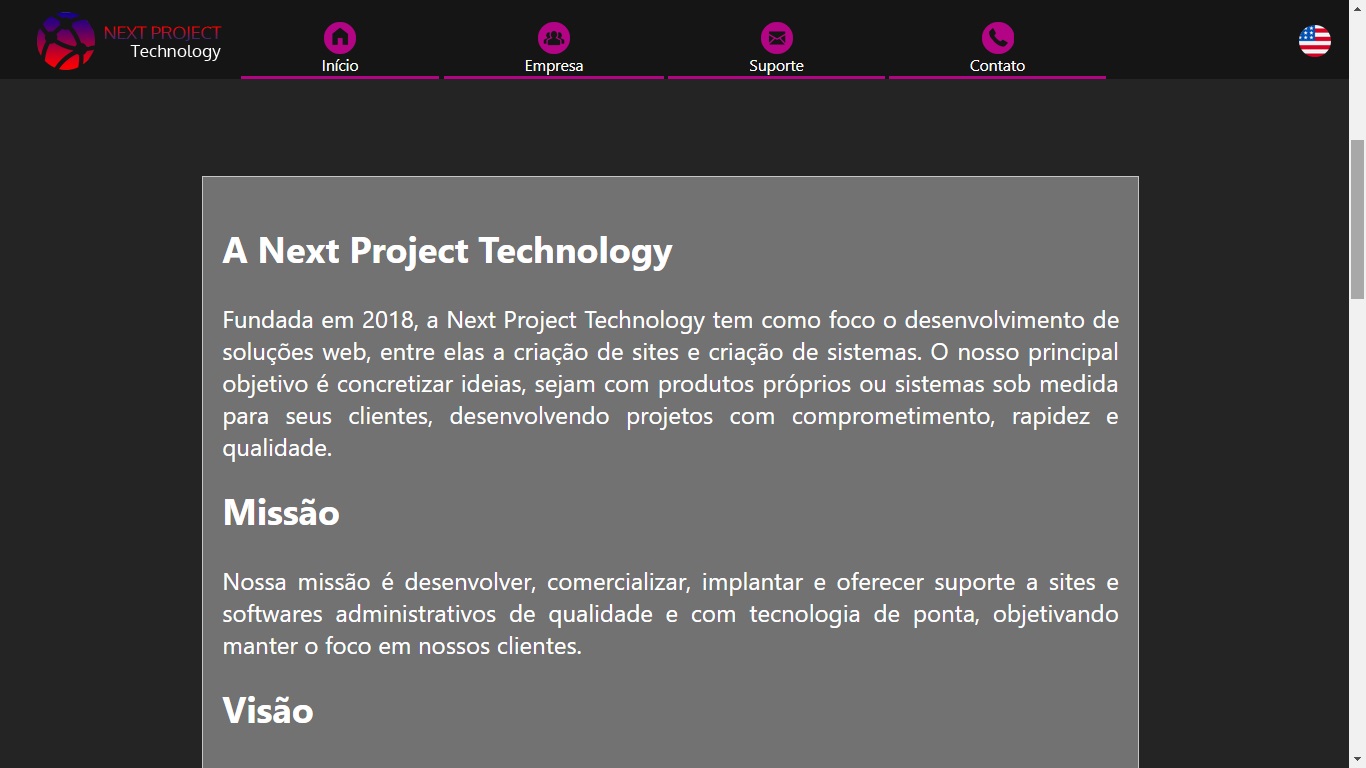 NEXT PROJECT
Technology
Início
Empresa
Suporte
Contato
A Next Project Technology
Fundada em 2018, a Next Project Technology tem como foco o desenvolvimento de
soluções web, entre elas a criação de sites e criação de sistemas. O nosso principal
objetivo é concretizar ideias, sejam com produtos próprios ou sistemas sob medida
para seus clientes, desenvolvendo projetos com comprometimento, rapidez e
qualidade.
Missão
Nossa missão é desenvolver, comercializar, implantar e oferecer suporte a sites e
softwares administrativos de qualidade e com tecnologia de ponta, objetivando
manter o foco em nossos clientes.
Visão